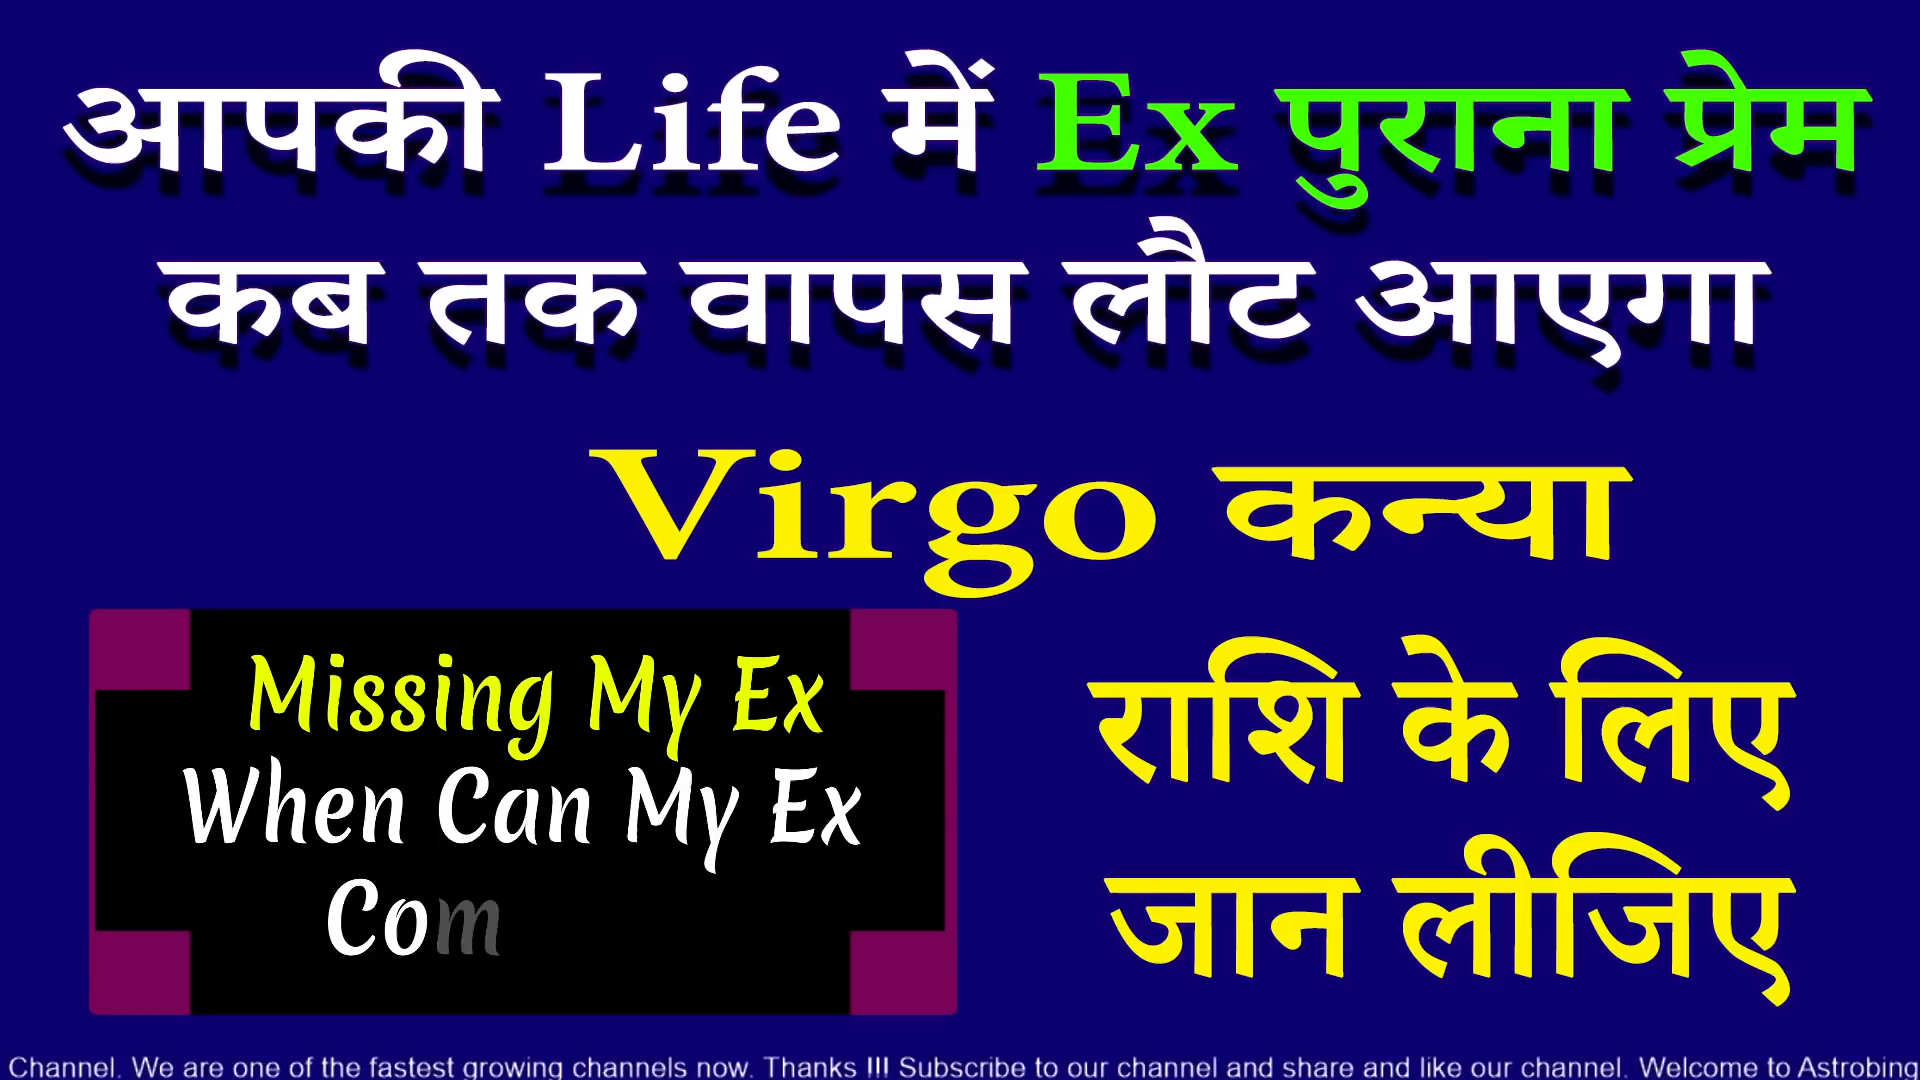 आपकी Life में Ex पुराना प्रेम
कब तक वापस लौट आएगा
Virgo कन्या
राशि के लिए
जान लीजिए
Missing My Ex
When Can My Ex
Com
Channel. We are one of the fastest growing channels now. Thanks !!! Subscribe to our channel and share and like our channel. Welcome to Astrobing